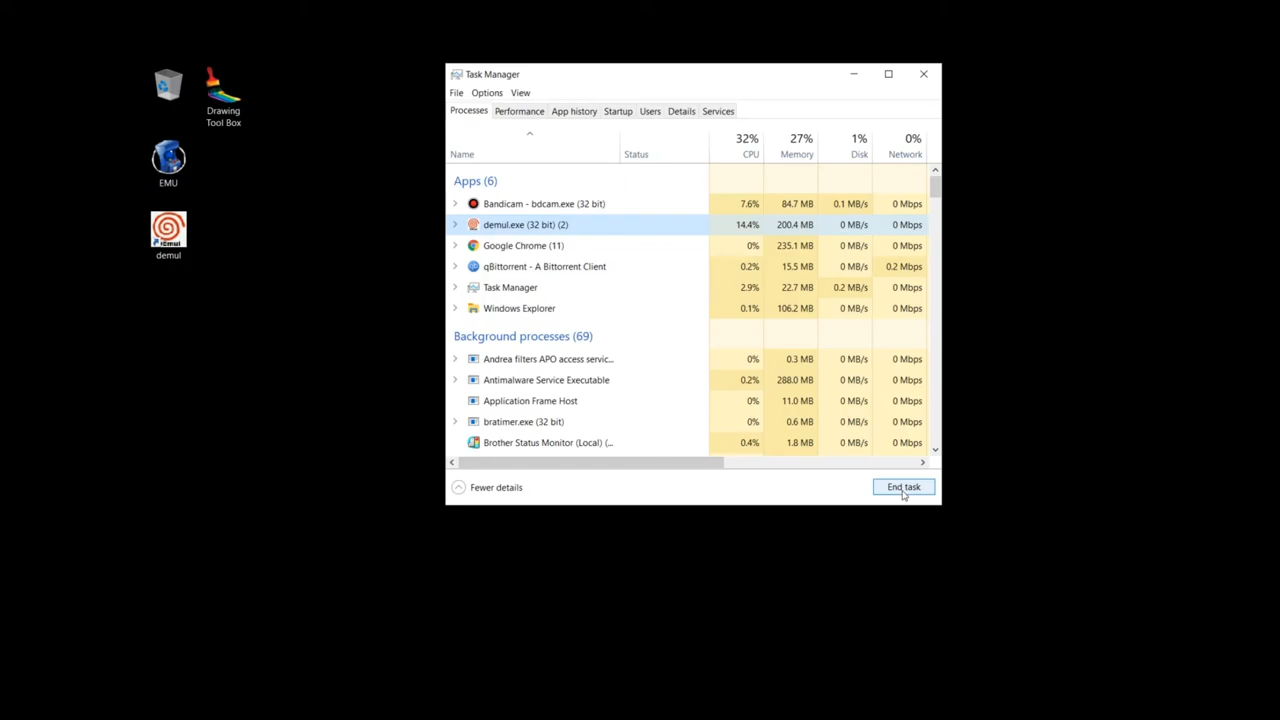 Drawing
Tool Box
EMU
demul
Task Manager
File Options View
Processes Performance App history Startup Users Details Services
32% 27% 1% 0%
Name Status CPU Memory Disk Network
Apps (6)
Bandicam - bdcam.exe (32 bit) 7.6% 84.7 MB 0.1 MB/s 0 Mbps
demul.exe (32 bit) (2) 14.4% 200.4 MB 0 MB/s 0 Mbps
Google Chrome (11) 0% 235.1 MB 0 MB/s 0 Mbps
qBittorrent - A Bittorrent Client 0.2% 15.5 MB 0 MB/s 0.2 Mbps
Task Manager 2.9% 22.7 MB 0.2 MB/s 0 Mbps
Windows Explorer 0.1% 106.2 MB 0 MB/s 0 Mbps
Background processes (69)
Andrea filters APO access servic... 0% 0.3 MB 0 MB/s 0 Mbps
Antimalware Service Executable 0.2% 288.0 MB 0 MB/s 0 Mbps
Application Frame Host 0% 11.0 MB 0 MB/s 0 Mbps
bratimer.exe (32 bit) 0% 0.6 MB 0 MB/s 0 Mbps
Brother Status Monitor (Local) (... 0.4% 1.8 MB 0 MB/s 0 Mbps
Fewer details End task